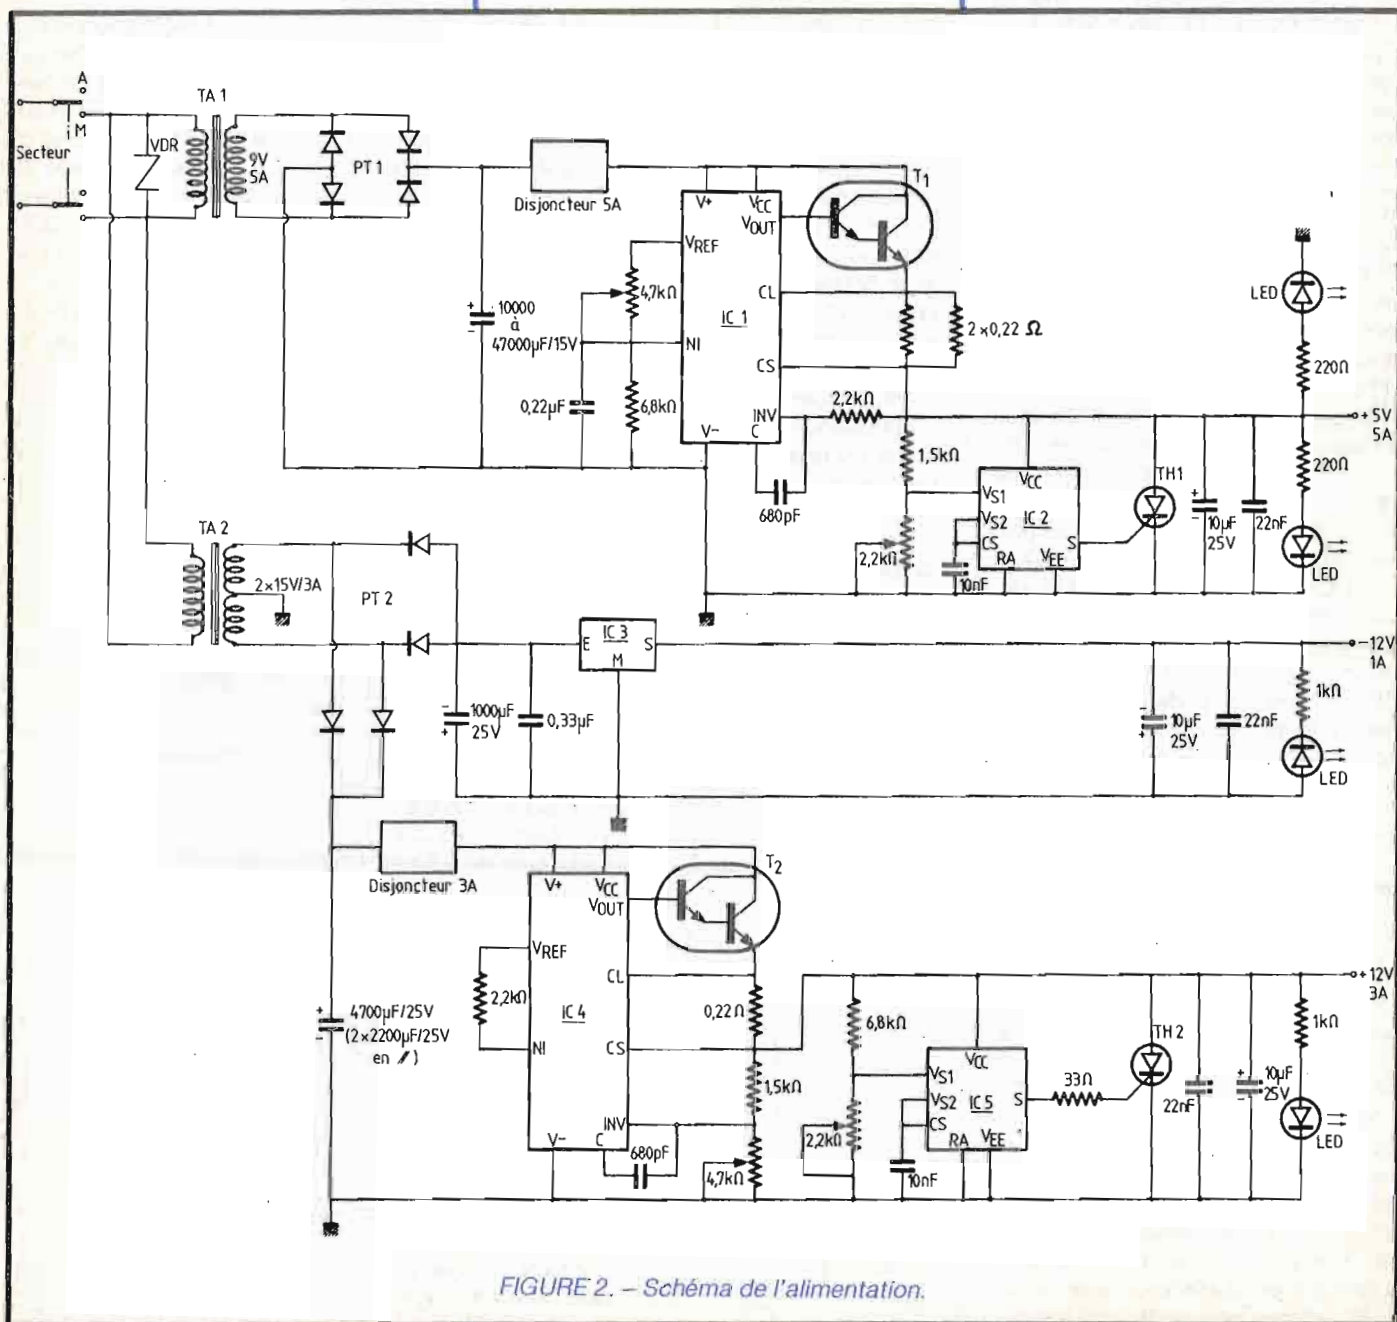 A
M
Secteur
VDR
TA 1
9V
5A
PT 1
Disjoncteur 5A
+
10000
à
47000µF/15V
-
V+
VCC
VOUT
VREF
4,7kΩ
IC 1
NI
0,22µF
6,8kΩ
CL
CS
INV
V-
C
680pF
T1
2×0,22 Ω
2,2kΩ
1,5kΩ
2,2kΩ
VCC
VS1
VS2
IC 2
CS
S
RA
VEE
10nF
TH1
+
-
10µF
25V
22nF
LED
220Ω
+5V
5A
220Ω
LED
TA 2
2×15V/3A
PT 2
E
IC 3
S
M
-
1000µF
+
25V
0,33µF
-
10µF
+
25V
22nF
-12V
1A
1kΩ
LED
Disjoncteur 3A
+
4700µF/25V
-
(2×2200µF/25V
en //)
V+
VCC
VOUT
VREF
2,2kΩ
IC 4
NI
CL
CS
INV
V-
C
680pF
T2
0,22Ω
1,5kΩ
4,7kΩ
6,8kΩ
2,2kΩ
VCC
VS1
VS2
IC 5
CS
S
RA
VEE
10nF
33Ω
TH 2
22nF
+
10µF
-
25V
+12V
3A
1kΩ
LED
FIGURE 2. – Schéma de l'alimentation.